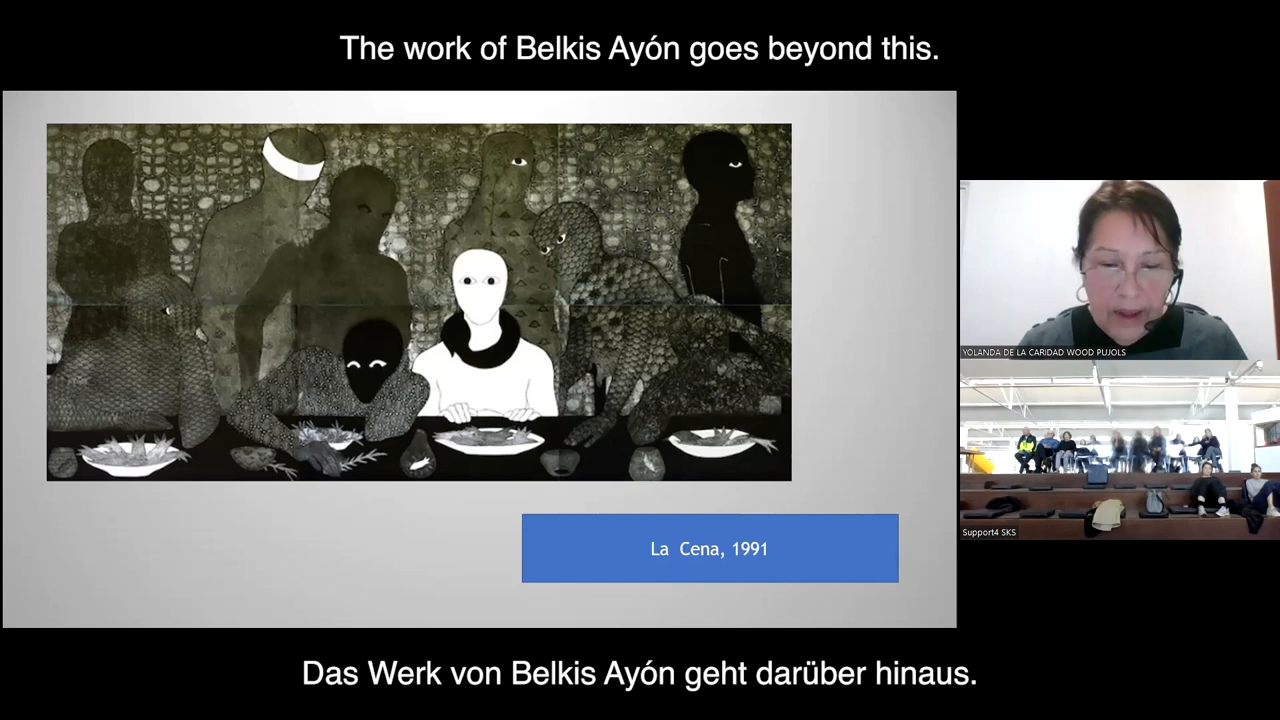 The work of Belkis Ayón goes beyond this.
La Cena, 1991
YOLANDA DE LA CARIDAD WOOD PUJOLS
Support4 SKS
Das Werk von Belkis Ayón geht darüber hinaus.